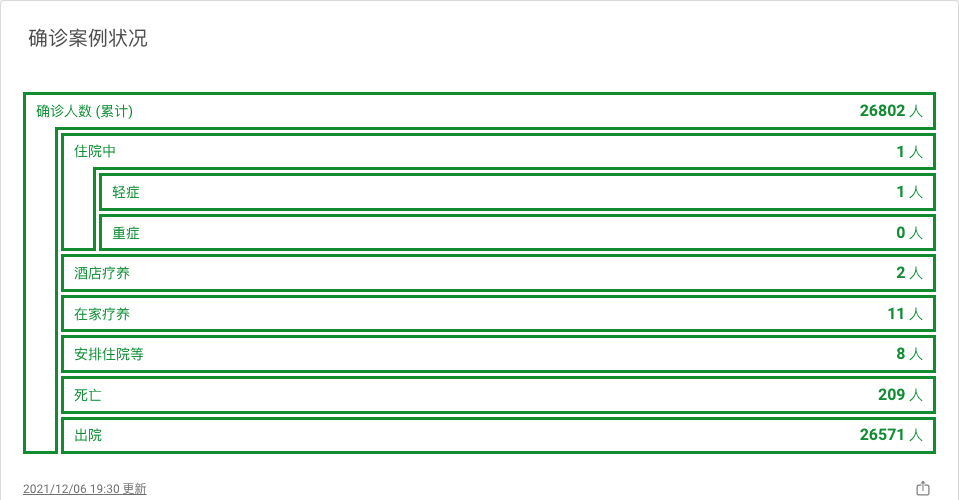 确诊案例状况
确诊人数 (累计) 26802 人
住院中 1 人
轻症 1 人
重症 0 人
酒店疗养 2 人
在家疗养 11 人
安排住院等 8 人
死亡 209 人
出院 26571 人
2021/12/06 19:30 更新